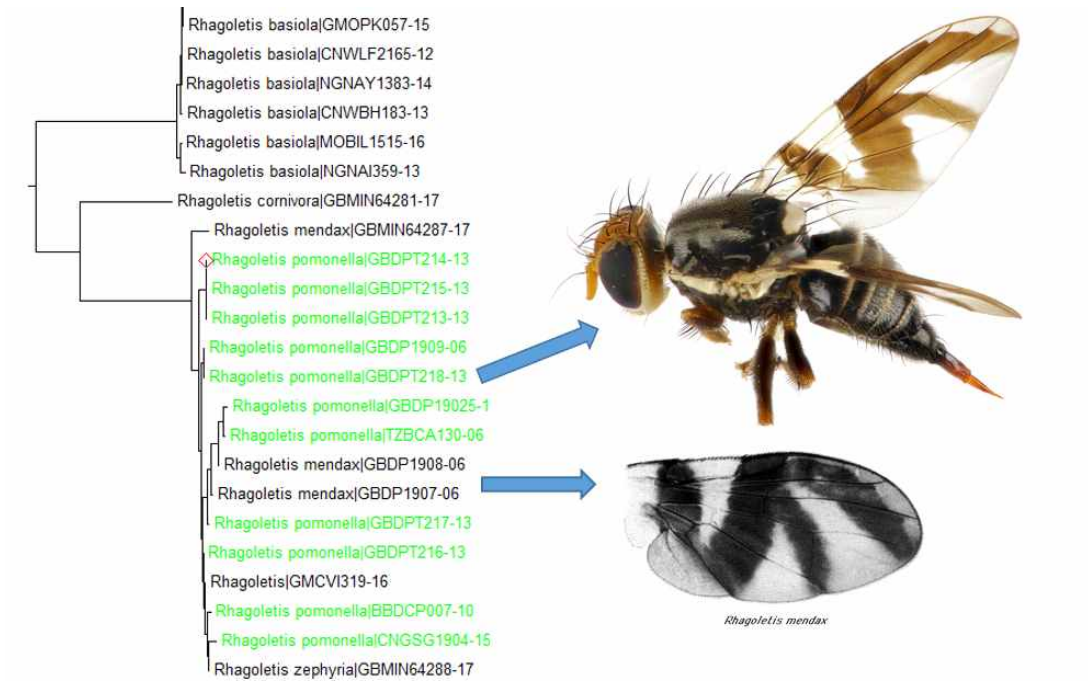 Rhagoletis basiola|GMOPK057-15
Rhagoletis basiola|CNWLF2165-12
Rhagoletis basiola|NGNAY1383-14
Rhagoletis basiola|CNWBH183-13
Rhagoletis basiola|MOBIL1515-16
Rhagoletis basiola|NGNAI359-13
Rhagoletis cornivora|GBMIN64281-17
Rhagoletis mendax|GBMIN64287-17
Rhagoletis pomonella|GBDPT214-13
Rhagoletis pomonella|GBDPT215-13
Rhagoletis pomonella|GBDPT213-13
Rhagoletis pomonella|GBDP1909-06
Rhagoletis pomonella|GBDPT218-13
Rhagoletis pomonella|GBDP19025-1
Rhagoletis pomonella|TZBCA130-06
Rhagoletis mendax|GBDP1908-06
Rhagoletis mendax|GBDP1907-06
Rhagoletis pomonella|GBDPT217-13
Rhagoletis pomonella|GBDPT216-13
Rhagoletis|GMCVI319-16
Rhagoletis pomonella|BBDCP007-10
Rhagoletis pomonella|CNGSG1904-15
Rhagoletis zephyria|GBMIN64288-17
Rhagoletis mendax